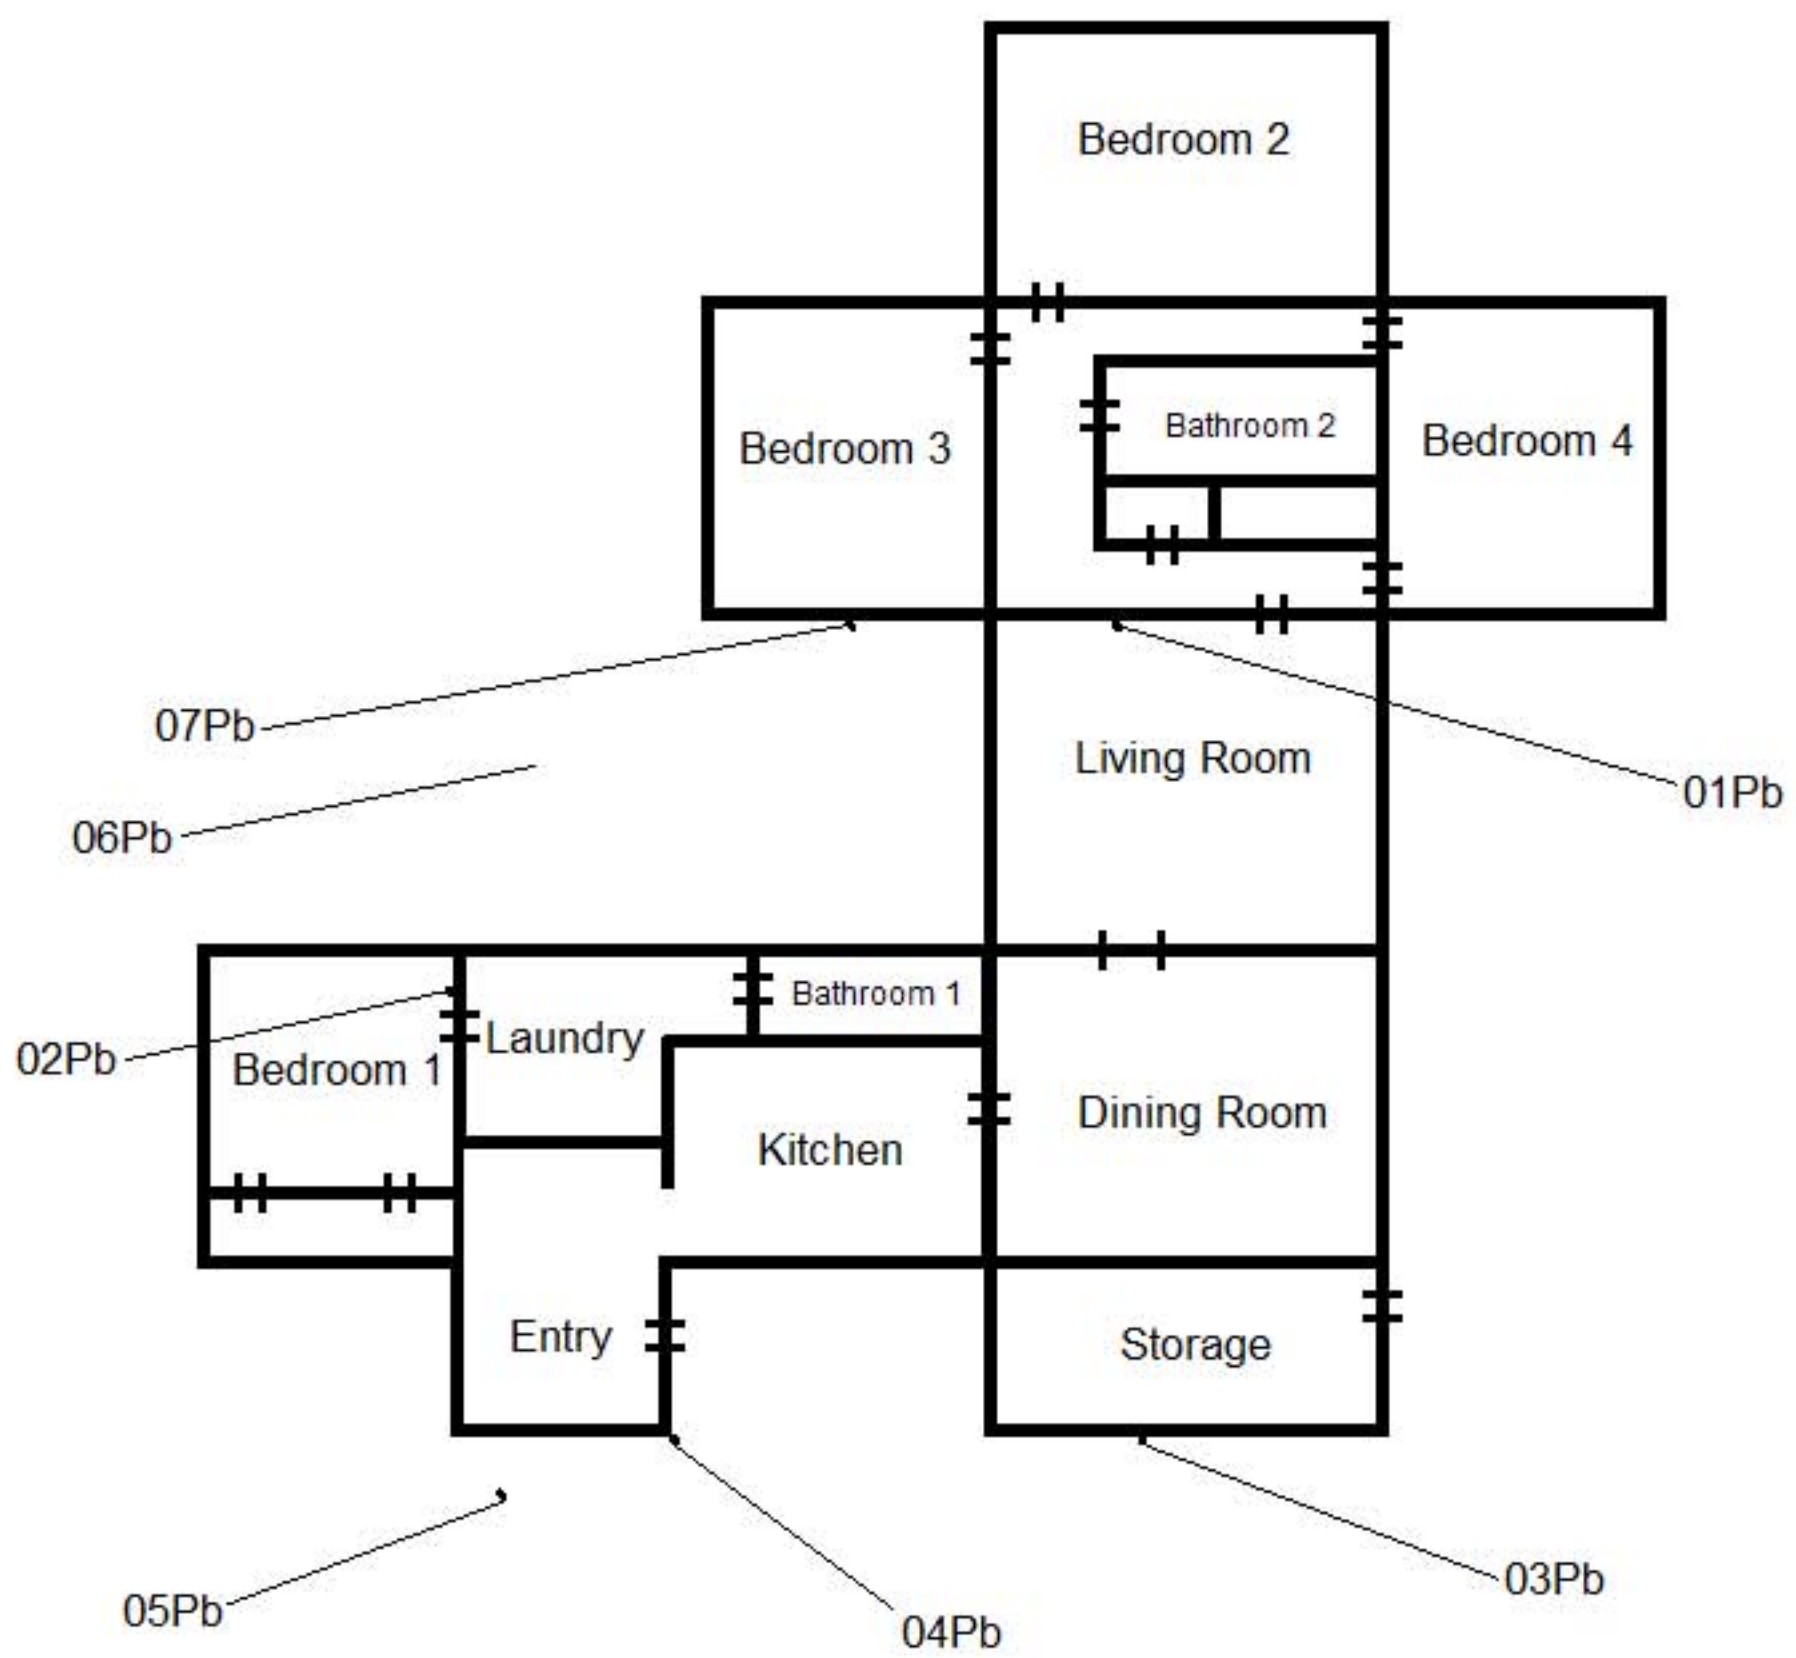 Bedroom 2
Bedroom 3
Bathroom 2
Bedroom 4
07Pb
Living Room
01Pb
06Pb
Bathroom 1
Laundry
02Pb
Bedroom 1
Dining Room
Kitchen
Entry
Storage
03Pb
05Pb
04Pb